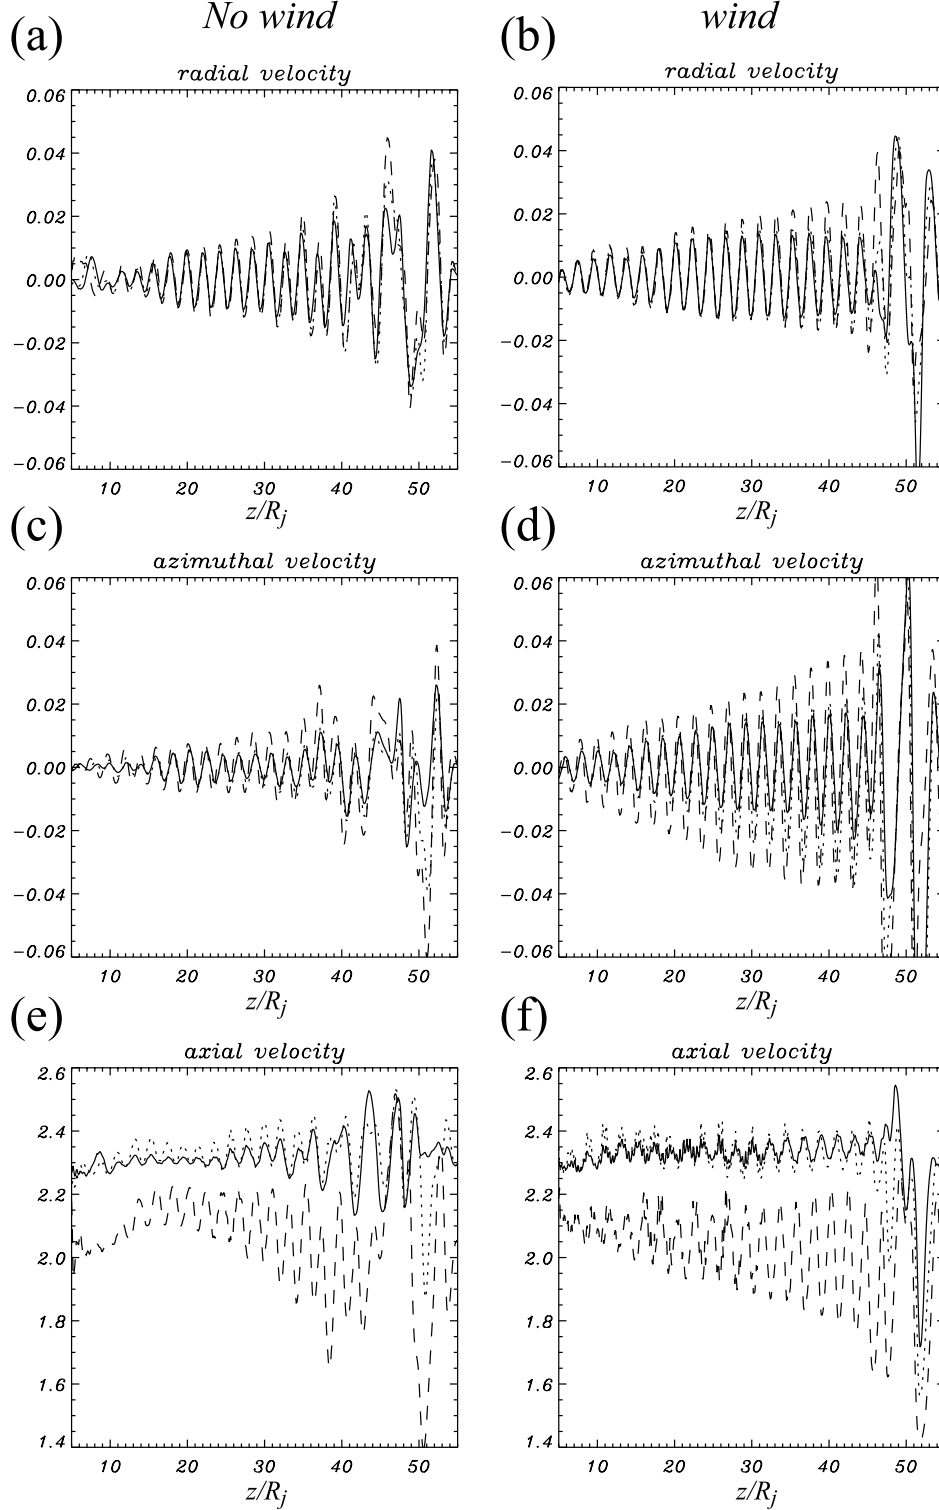 No wind
wind
(a)
(b)
radial velocity
radial velocity
0.06
0.04
0.02
0.00
−0.02
−0.04
−0.06
10 20 30 40 50
z/Rj
0.06
0.04
0.02
0.00
−0.02
−0.04
−0.06
10 20 30 40 50
z/Rj
(c)
(d)
azimuthal velocity
azimuthal velocity
0.06
0.04
0.02
0.00
−0.02
−0.04
−0.06
10 20 30 40 50
z/Rj
0.06
0.04
0.02
0.00
−0.02
−0.04
−0.06
10 20 30 40 50
z/Rj
(e)
(f)
axial velocity
axial velocity
2.6
2.4
2.2
2.0
1.8
1.6
1.4
10 20 30 40 50
z/Rj
2.6
2.4
2.2
2.0
1.8
1.6
1.4
10 20 30 40 50
z/Rj